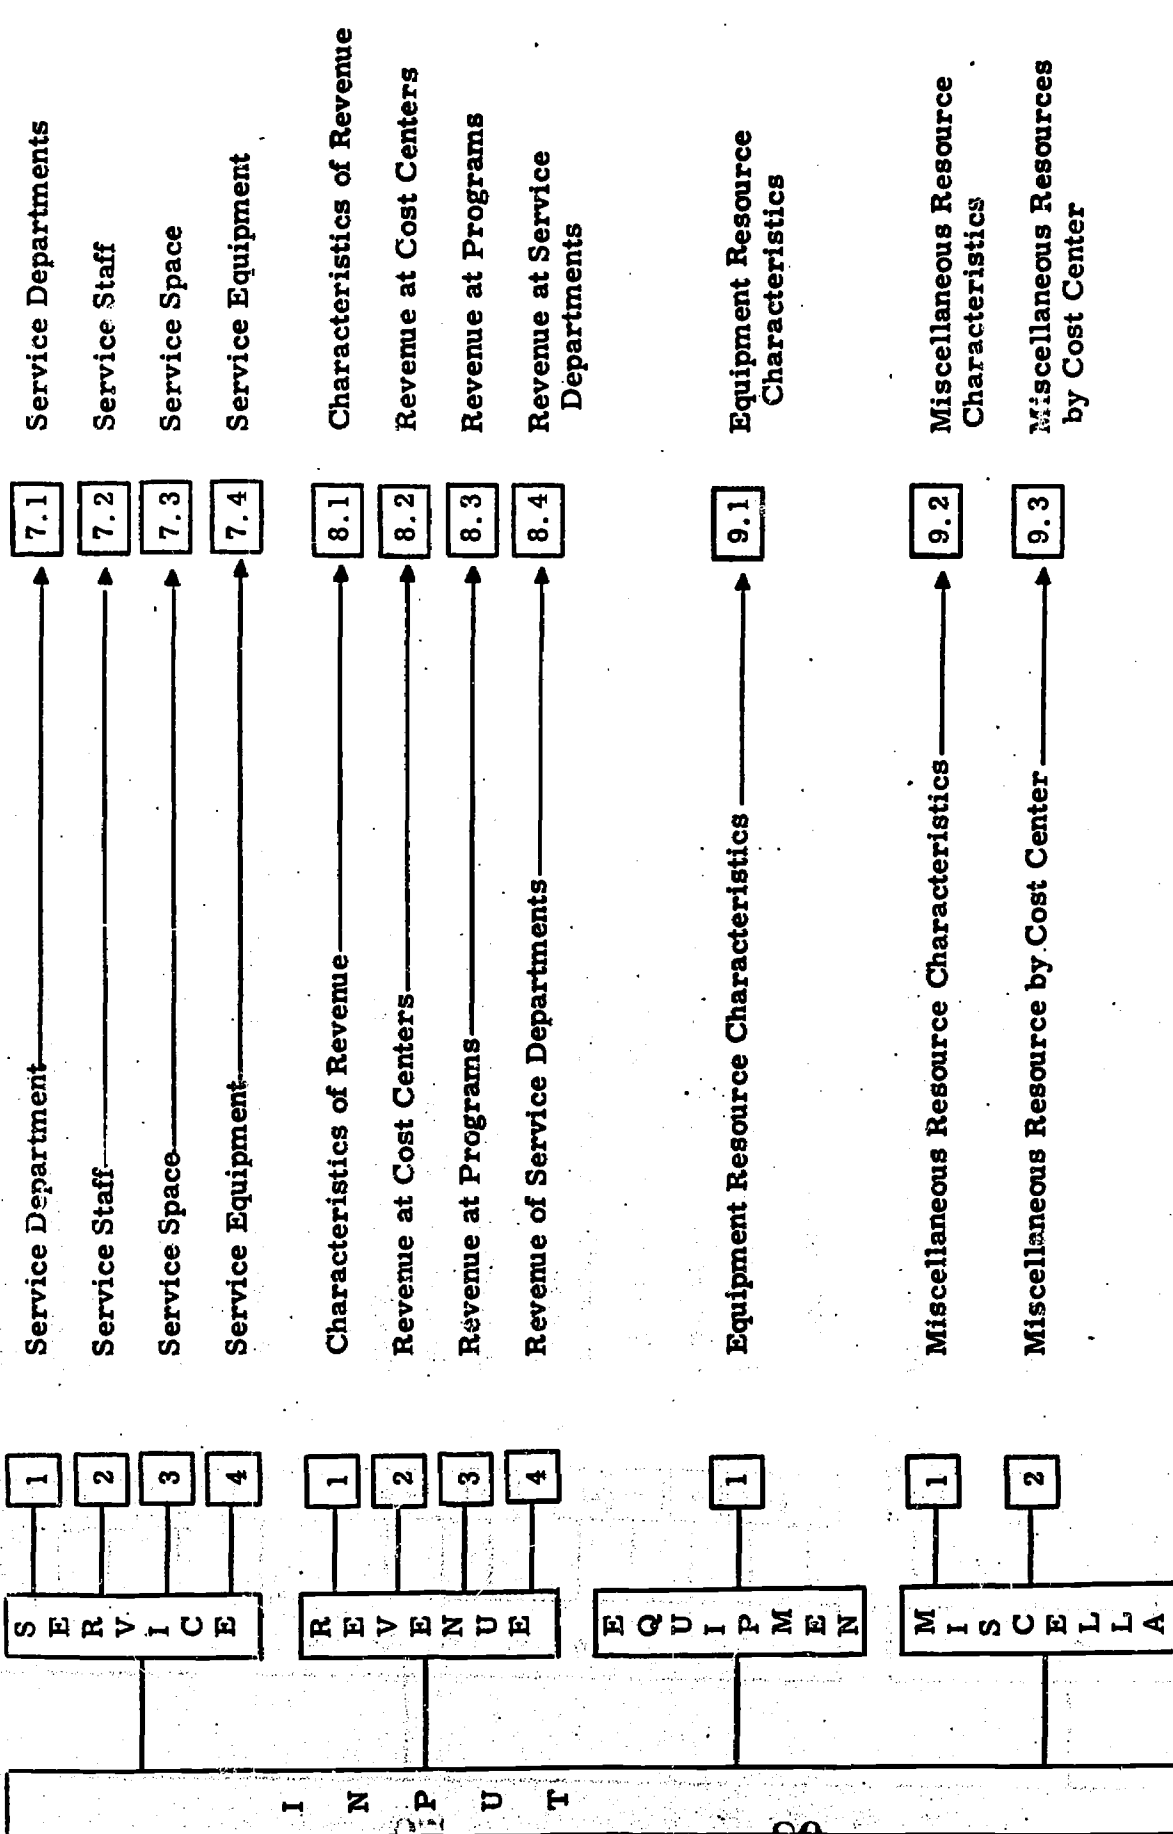 I N P U T
S E R V I C E
1 Service Department 7.1 Service Departments
2 Service Staff 7.2 Service Staff
3 Service Space 7.3 Service Space
4 Service Equipment 7.4 Service Equipment
R E V E N U E
1 Characteristics of Revenue 8.1 Characteristics of Revenue
2 Revenue at Cost Centers 8.2 Revenue at Cost Centers
3 Revenue at Programs 8.3 Revenue at Programs
4 Revenue of Service Departments 8.4 Revenue at Service
Departments
E Q U I P M E N
1 Equipment Resource Characteristics 9.1 Equipment Resource
Characteristics
M I S C E L L A
1 Miscellaneous Resource Characteristics 9.2 Miscellaneous Resource
Characteristics
2 Miscellaneous Resource by Cost Center 9.3 Miscellaneous Resources
by Cost Center